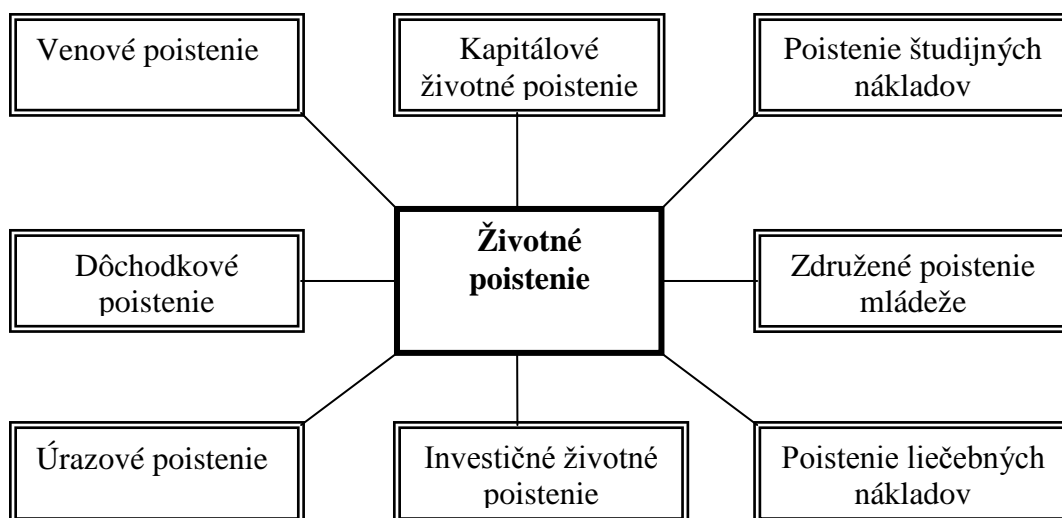 Venové poistenie
Kapitálové
životné poistenie
Poistenie študijných
nákladov
Dôchodkové
poistenie
Životné
poistenie
Združené poistenie
mládeže
Úrazové poistenie
Investičné životné
poistenie
Poistenie liečebných
nákladov